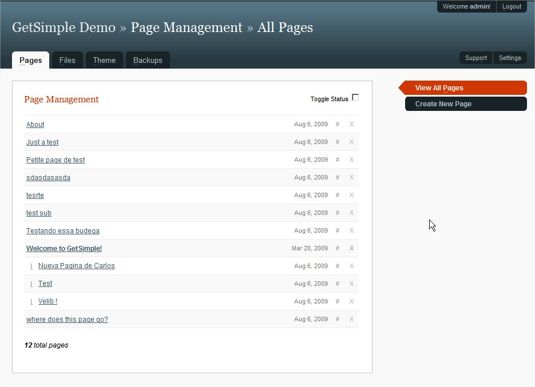 Welcome admin! Logout
GetSimple Demo » Page Management » All Pages
Pages Files Theme Backups Support Settings
Page Management Toggle Status
View All Pages
Create New Page
About Aug 6, 2009 # X
Just a test Aug 6, 2009 # X
Petite page de test Aug 6, 2009 # X
sdasdasasda Aug 6, 2009 # X
tesrte Aug 6, 2009 # X
test sub Aug 6, 2009 # X
Testando essa budega Aug 6, 2009 # X
Welcome to GetSimple! Mar 20, 2009 # X
Nueva Pagina de Carlos Aug 6, 2009 # X
Test Aug 6, 2009 # X
Velib ! Aug 6, 2009 # X
where does this page go? Aug 6, 2009 # X
12 total pages